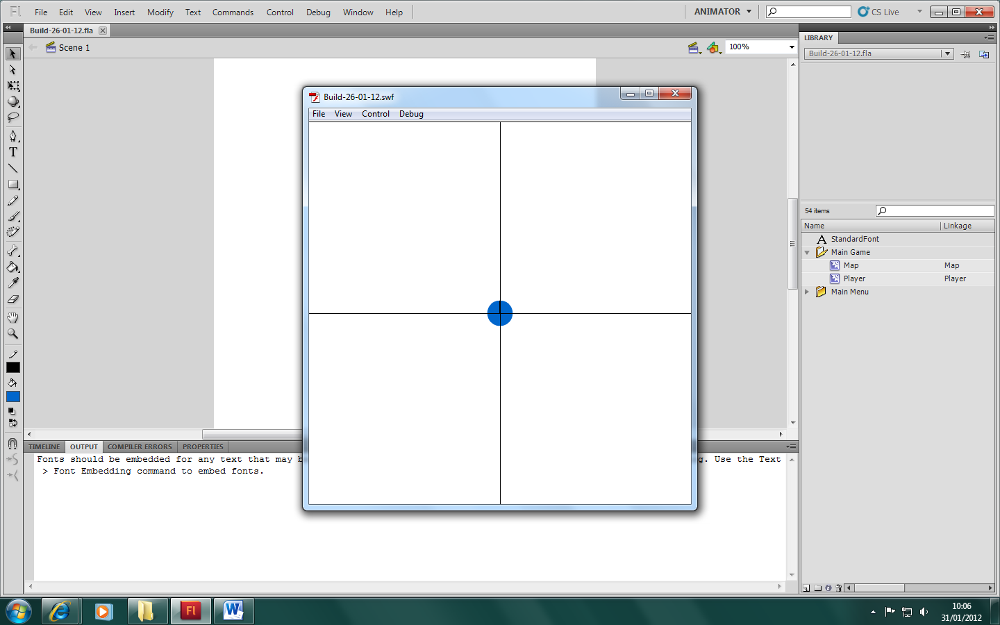 Fl File Edit View Insert Modify Text Commands Control Debug Window Help ANIMATOR CS Live
Build-26-01-12.fla
Scene 1 100%
LIBRARY
Build-26-01-12.fla
Build-26-01-12.swf
File View Control Debug
54 items
Name Linkage
StandardFont
Main Game
Map Map
Player Player
Main Menu
TIMELINE OUTPUT COMPILER ERRORS PROPERTIES
Fonts should be embedded for any text that may b g. Use the Text
> Font Embedding command to embed fonts.
Fl W
10:06
31/01/2012